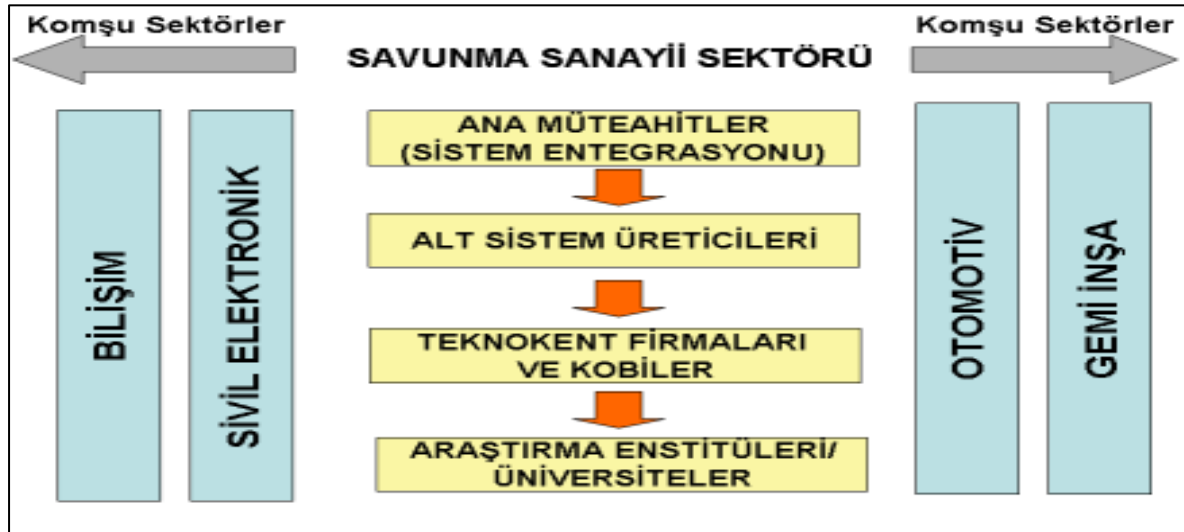 Komşu Sektörler
Komşu Sektörler
SAVUNMA SANAYİİ SEKTÖRÜ
BİLİŞİM
SİVİL ELEKTRONİK
ANA MÜTEAHİTLER
(SİSTEM ENTEGRASYONU)
ALT SİSTEM ÜRETİCİLERİ
TEKNOKENT FİRMALARI
VE KOBİLER
ARAŞTIRMA ENSTİTÜLERİ/
ÜNİVERSİTELER
OTOMOTİV
GEMİ İNŞA